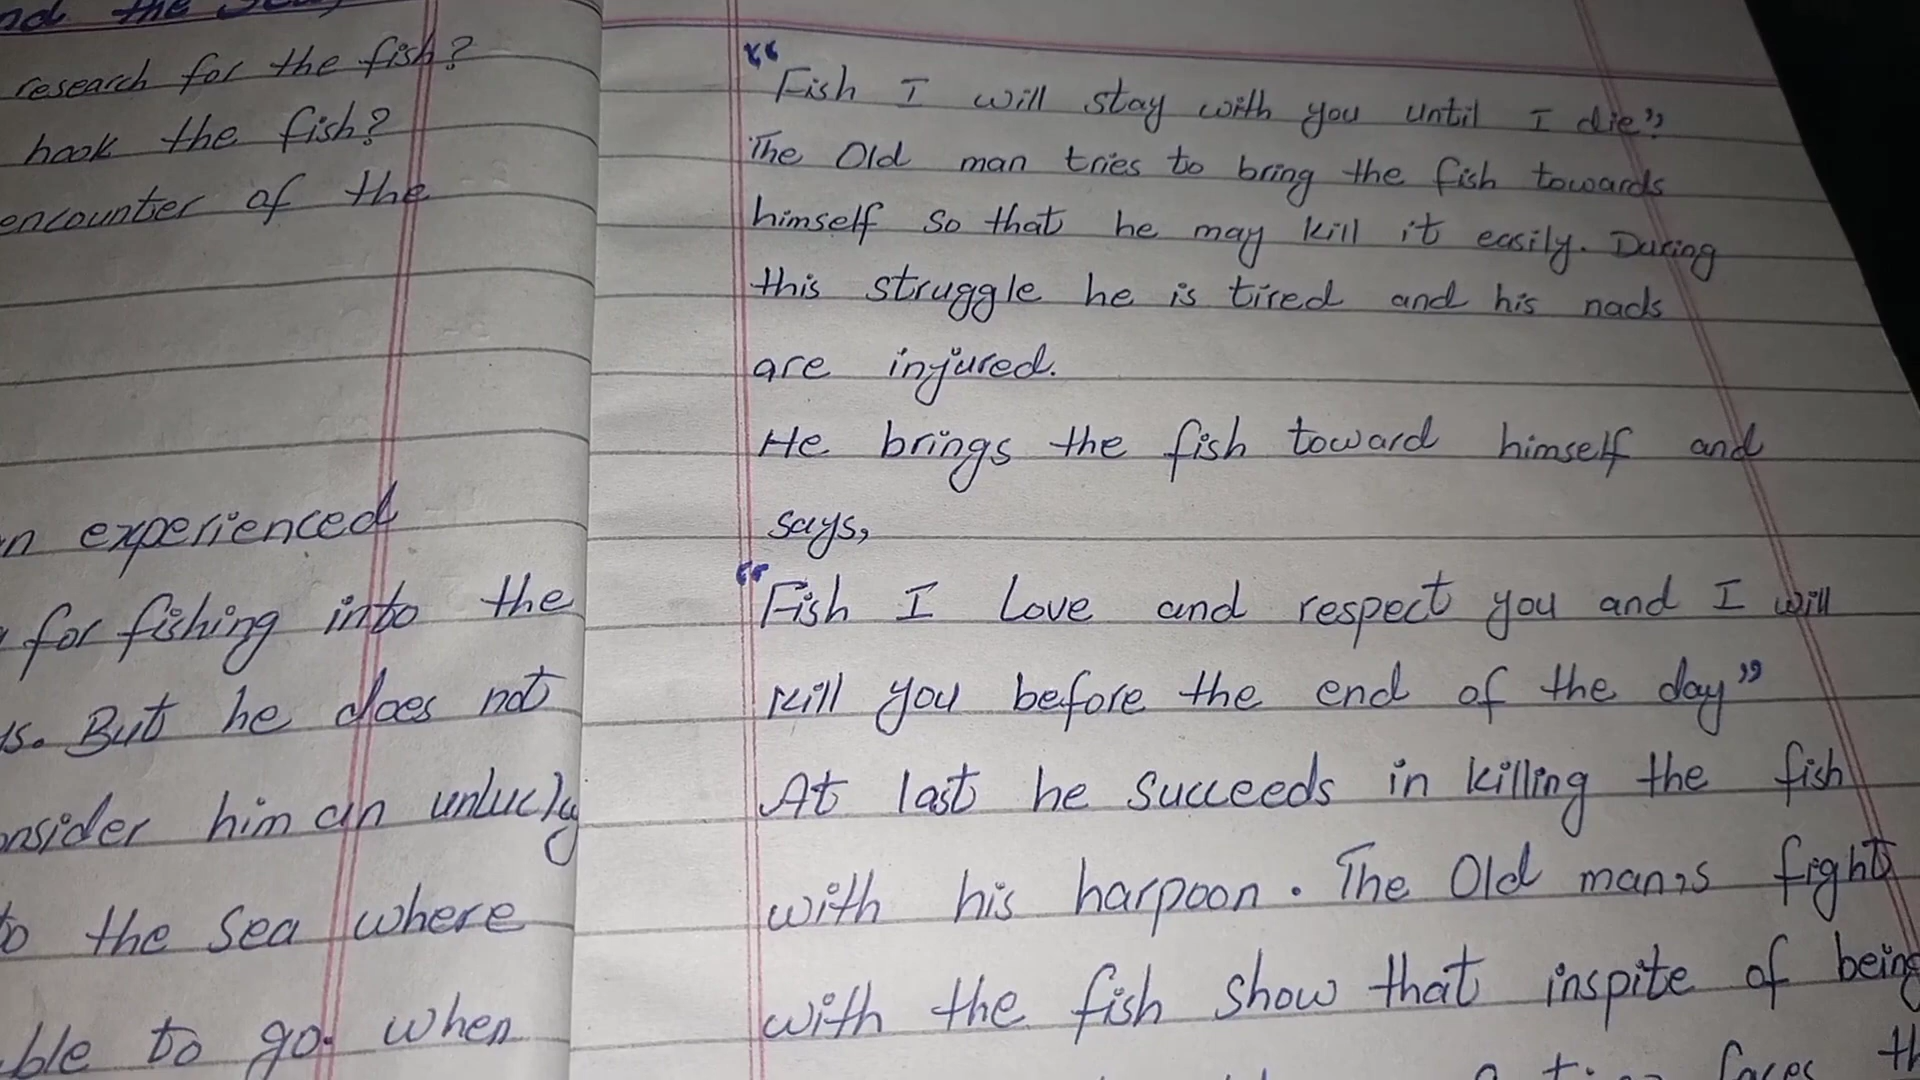 nd the Sea
research for the fish?
hook the fish?
encounter of the
experienced
for fishing into the
But he does not
him an unlucky
to the Sea where
to go. when
"Fish I will stay with you until I die"
The Old man tries to bring the fish towards
himself so that he may kill it easily. During
this struggle he is tired and his nads
are injured.
He brings the fish toward himself and
says,
"Fish I Love and respect you and I will
kill you before the end of the day"
At last he succeeds in killing the fish
with his harpoon. The Old man's fight
with the fish show that inspite of being
faces